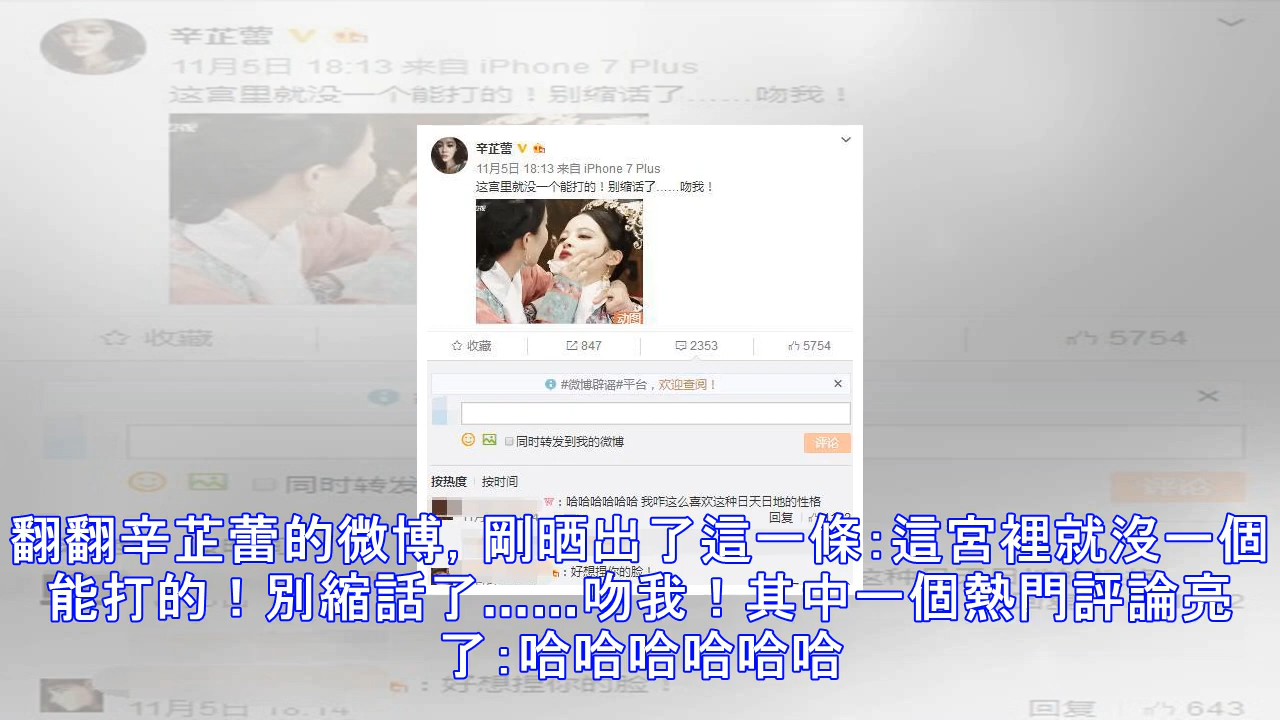 辛芷蕾
11月5日 18:13 来自 iPhone 7 Plus
这宫里就没一个能打的！别缩话了……吻我！
辛芷蕾
11月5日 18:13 来自 iPhone 7 Plus
这宫里就没一个能打的！别缩话了……吻我！
动图
收藏
847
2353
5754
收藏
5754
#微博辟谣#平台，欢迎查阅！
同时转发到我的微博
评论
同时转发
评论
按热度
按时间
：哈哈哈哈哈哈 我咋这么喜欢这种日天日地的性格
回复
：好想捏你的脸！
翻翻辛芷蕾的微博, 剛晒出了這一條:這宮裡就沒一個
能打的！別縮話了……吻我！其中一個熱門評論亮
了:哈哈哈哈哈哈
：好想捏你的脸！
11月5日 18:14
回复
643